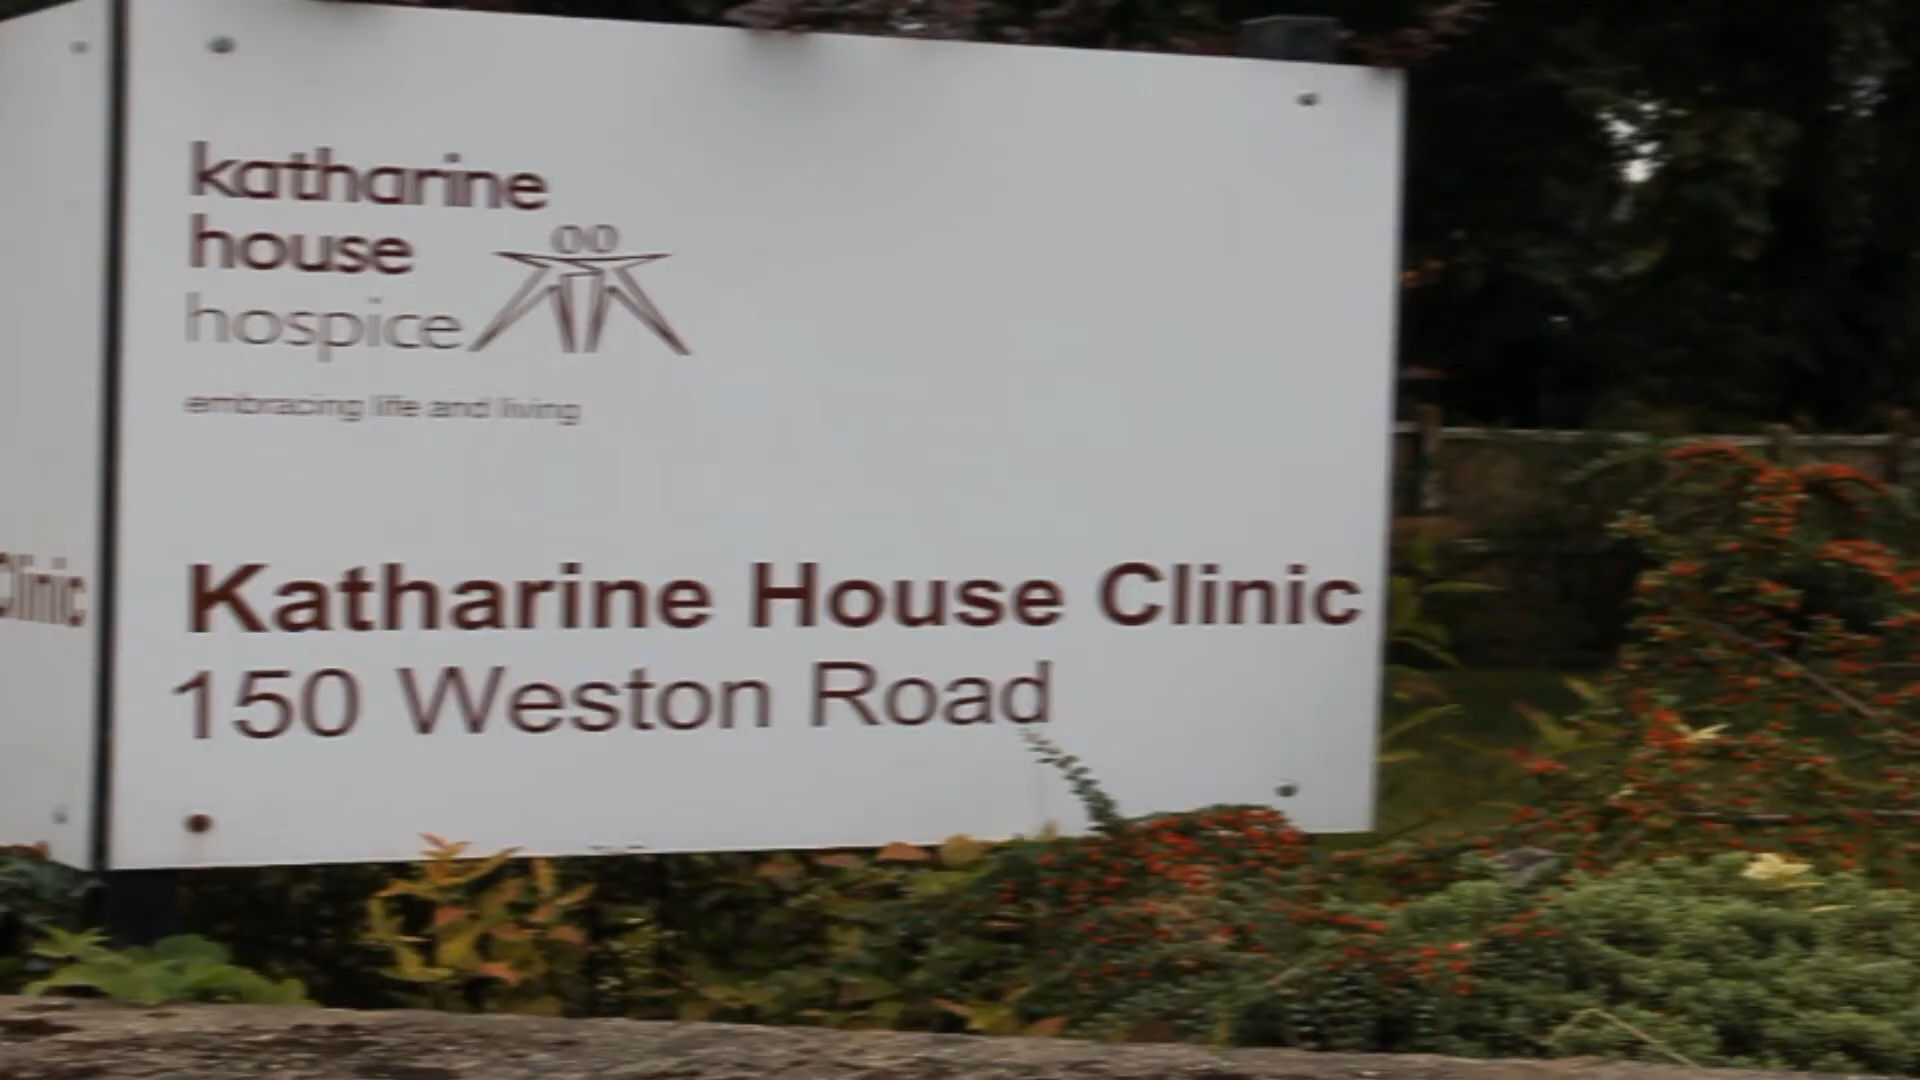 katharine
house
hospice
embracing life and living
Katharine House Clinic
150 Weston Road
Clinic